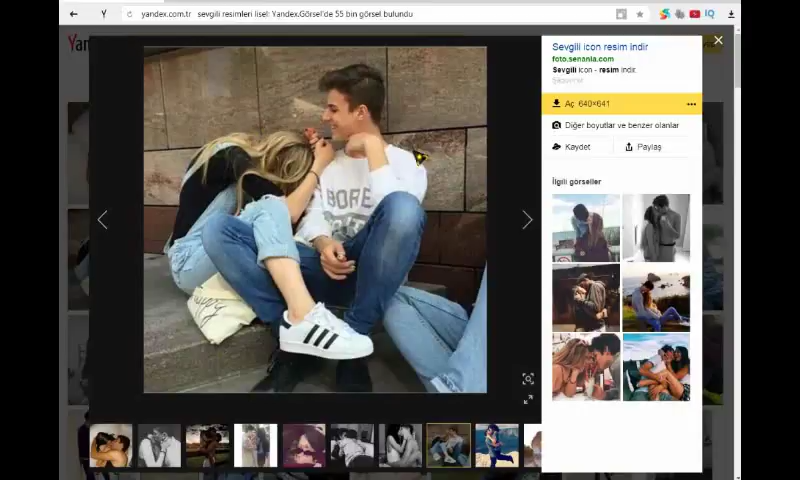 yandex.com.tr sevgili resimleri lisel: Yandex.Görsel'de 55 bin görsel bulundu
Sevgili icon resim indir
foto.senania.com
Sevgili icon - resim indir.
Aç 640×641
Diğer boyutlar ve benzer olanlar
Kaydet
Paylaş
İlgili görseller
BORE